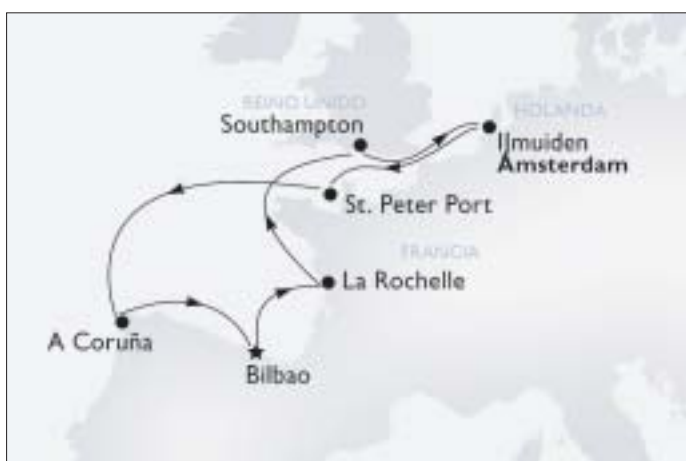 REINO UNIDO
HOLANDA
Southampton
IJmuiden
Amsterdam
St. Peter Port
FRANCIA
La Rochelle
A Coruña
Bilbao